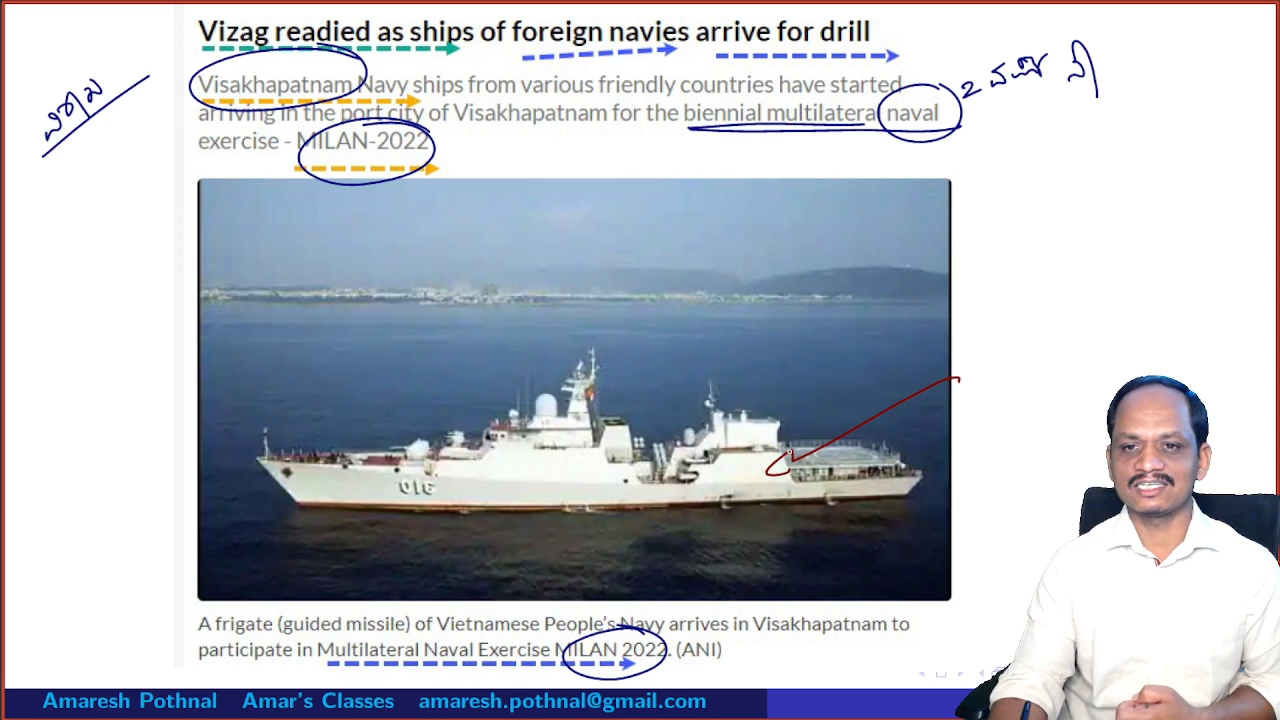 Vizag readied as ships of foreign navies arrive for drill
Visakhapatnam Navy ships from various friendly countries have started
arriving in the port city of Visakhapatnam for the biennial multilateral naval
exercise - MILAN-2022
016
A frigate (guided missile) of Vietnamese People's Navy arrives in Visakhapatnam to
participate in Multilateral Naval Exercise MILAN 2022. (ANI)
Amaresh Pothnal Amar's Classes amaresh.pothnal@gmail.com